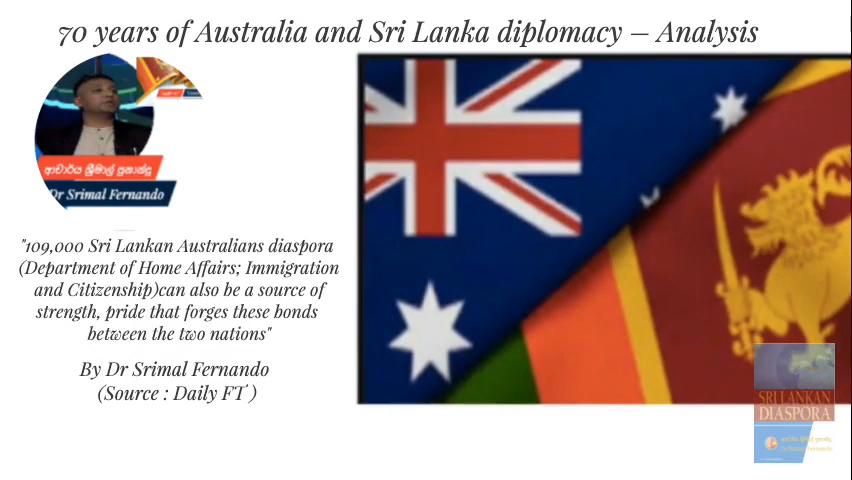 70 years of Australia and Sri Lanka diplomacy – Analysis
ආචාර්ය ශ්‍රීමාල් ප්‍රනාන්දු
Dr Srimal Fernando
"109,000 Sri Lankan Australians diaspora
(Department of Home Affairs; Immigration
and Citizenship)can also be a source of
strength, pride that forges these bonds
between the two nations"
By Dr Srimal Fernando
(Source : Daily FT )
SRI LANKAN
DIASPORA